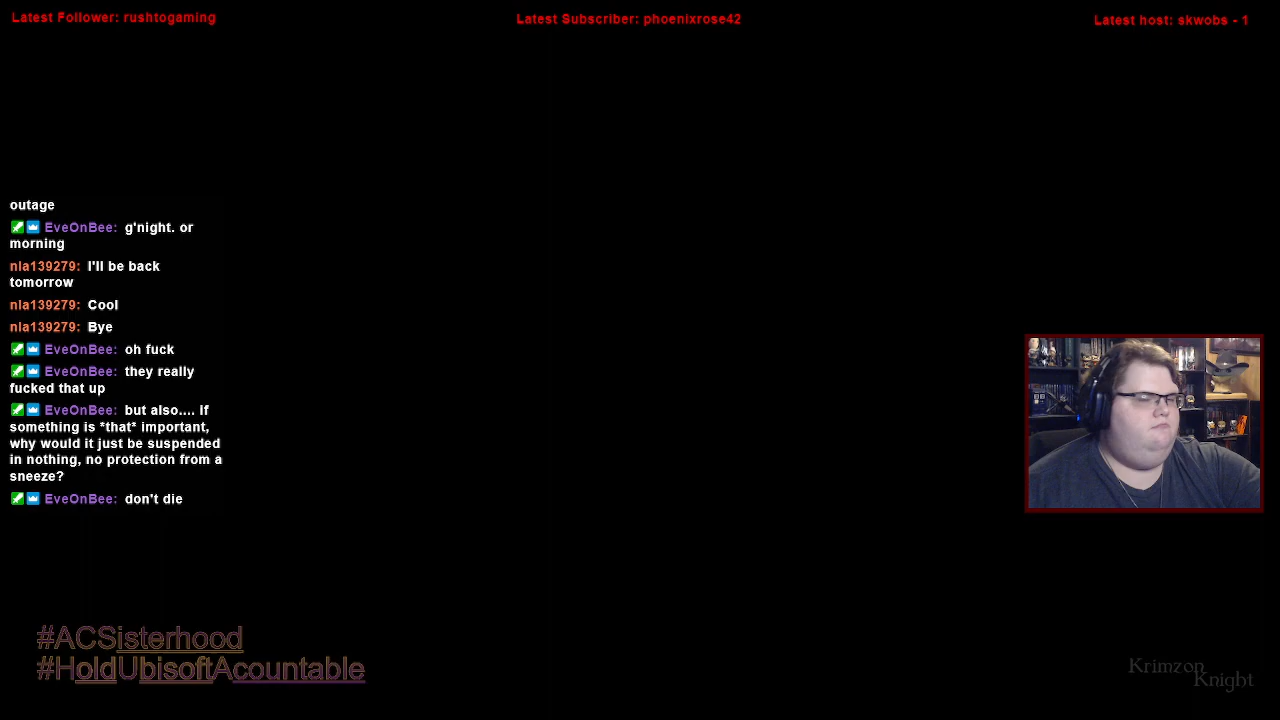 Latest Follower: rushtogaming
Latest Subscriber: phoenixrose42
Latest host: skwobs - 1
outage
EveOnBee: g'night. or
morning
nla139279: I'll be back
tomorrow
nla139279: Cool
nla139279: Bye
EveOnBee: oh fuck
EveOnBee: they really
fucked that up
EveOnBee: but also.... if
something is *that* important,
why would it just be suspended
in nothing, no protection from a
sneeze?
EveOnBee: don't die
#ACSisterhood
#HoldUbisoftAcountable
Krimzon
Knight